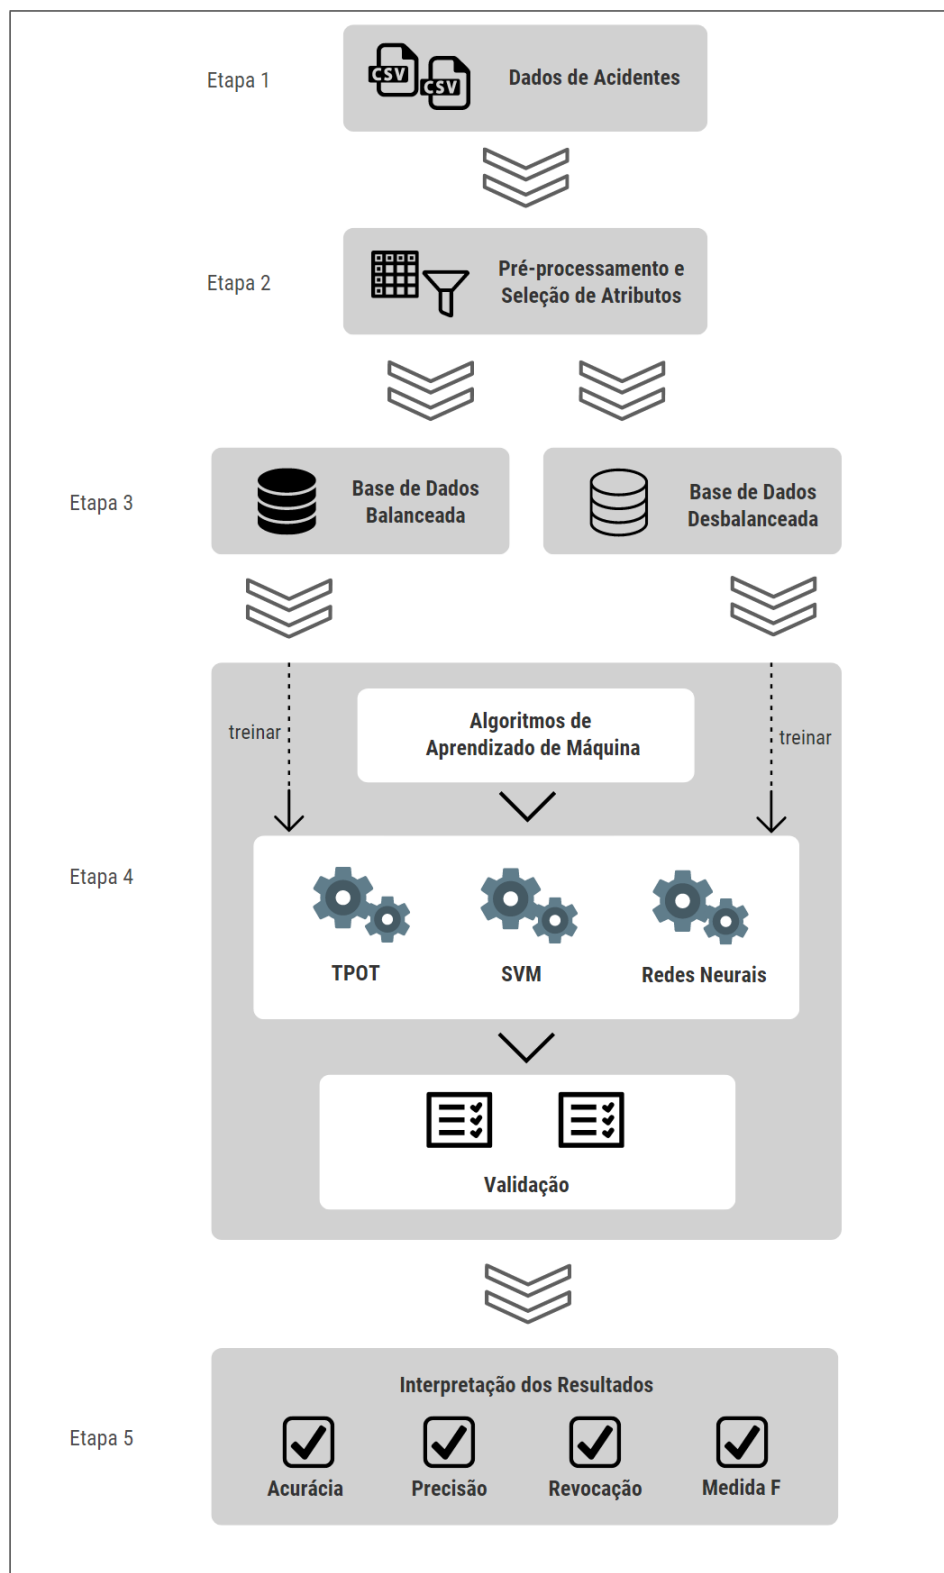 Etapa 1
CSV
CSV
Dados de Acidentes
Etapa 2
Pré-processamento e
Seleção de Atributos
Etapa 3
Base de Dados
Balanceada
Base de Dados
Desbalanceada
treinar
Algoritmos de
Aprendizado de Máquina
treinar
Etapa 4
TPOT
SVM
Redes Neurais
Validação
Interpretação dos Resultados
Etapa 5
Acurácia
Precisão
Revocação
Medida F